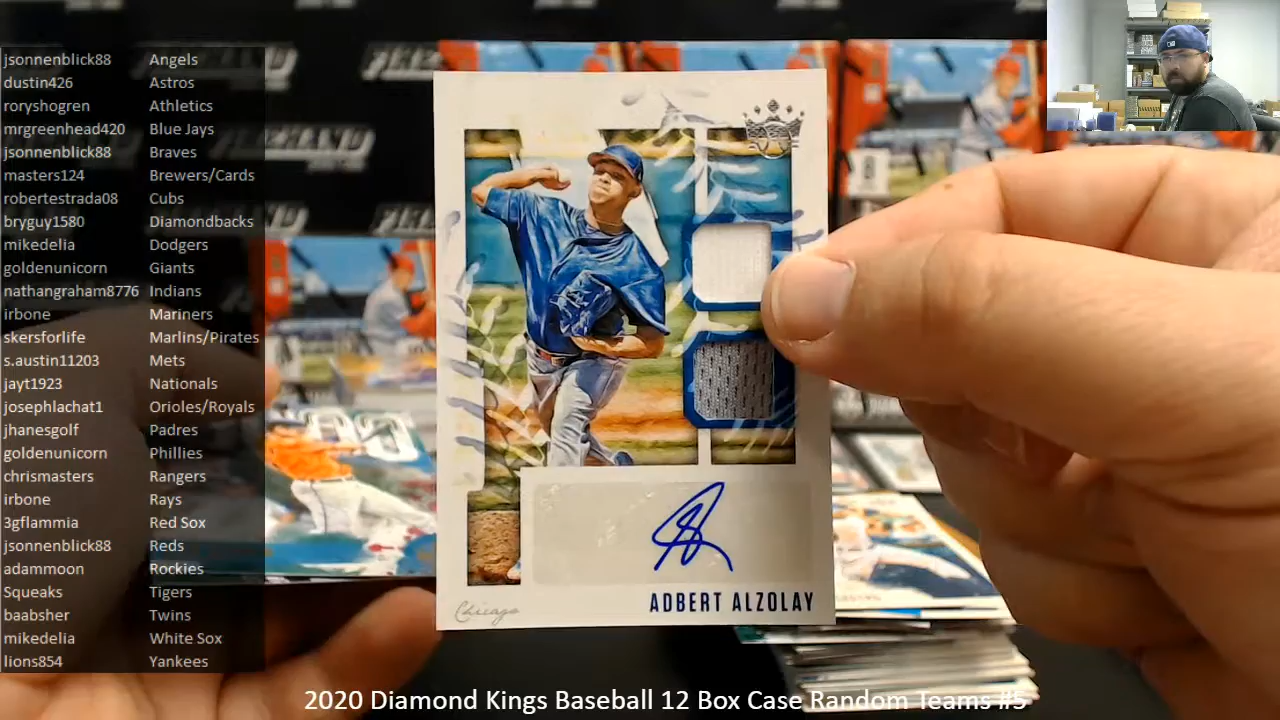 jsonnenblick88 Angels
dustin426 Astros
roryshogren Athletics
mrgreenhead420 Blue Jays
jsonnenblick88 Braves
masters124 Brewers/Cards
robertestrada08 Cubs
bryguy1580 Diamondbacks
mikedelia Dodgers
goldenunicorn Giants
nathangraham8776 Indians
irbone Mariners
skersforlife Marlins/Pirates
s.austin11203 Mets
jayt1923 Nationals
josephlachat1 Orioles/Royals
jhanesgolf Padres
goldenunicorn Phillies
chrismasters Rangers
irbone Rays
3gflammia Red Sox
jsonnenblick88 Reds
adammoon Rockies
Squeaks Tigers
baabsher Twins
mikedelia White Sox
lions854 Yankees
Chicago
ADBERT ALZOLAY
2020 Diamond Kings Baseball 12 Box Case Random Teams #5